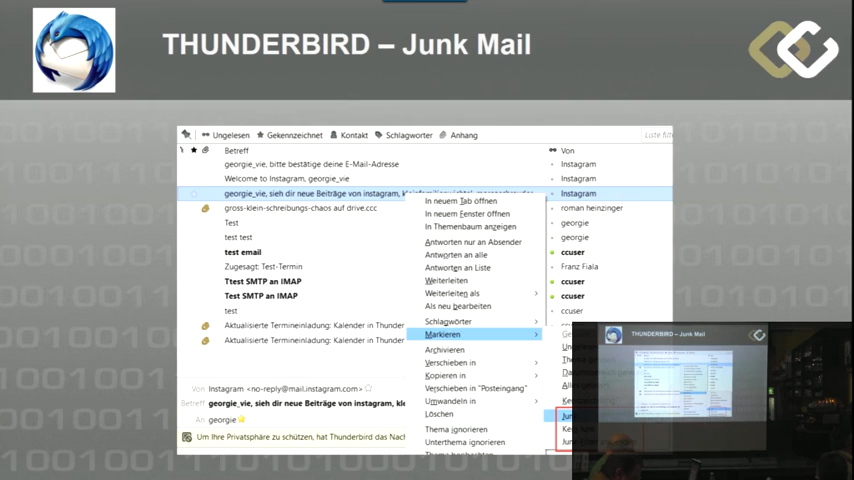 THUNDERBIRD – Junk Mail
Ungelesen Gekennzeichnet Kontakt Schlagwörter Anhang Liste filt
Betreff Von
georgie_vie, bitte bestätige deine E-Mail-Adresse Instagram
Welcome to Instagram, georgie_vie Instagram
georgie_vie, sieh dir neue Beiträge von instagram, Instagram
gross-klein-schreibungs-chaos auf drive.ccc roman heinzinger
Test georgie
test test georgie
test email ccuser
Zugesagt: Test-Termin Franz Fiala
Ttest SMTP an IMAP ccuser
Test SMTP an IMAP ccuser
test ccuser
Aktualisierte Termineinladung: Kalender in Thunder
Aktualisierte Termineinladung: Kalender in Thunder
In neuem Tab öffnen
In neuem Fenster öffnen
In Themenbaum anzeigen
Antworten nur an Absender
Antworten an alle
Antworten an Liste
Weiterleiten
Weiterleiten als
Als neu bearbeiten
Schlagwörter
Markieren
Archivieren
Verschieben in
Kopieren in
Verschieben in "Posteingang"
Umwandeln in
Löschen
Thema ignorieren
Unterthema ignorieren
Von Instagram <no-reply@mail.instagram.com>
Betreff georgie_vie, sieh dir neue Beiträge von instagram, kle
An georgie
Um Ihre Privatsphäre zu schützen, hat Thunderbird das Nach
THUNDERBIRD – Junk Mail